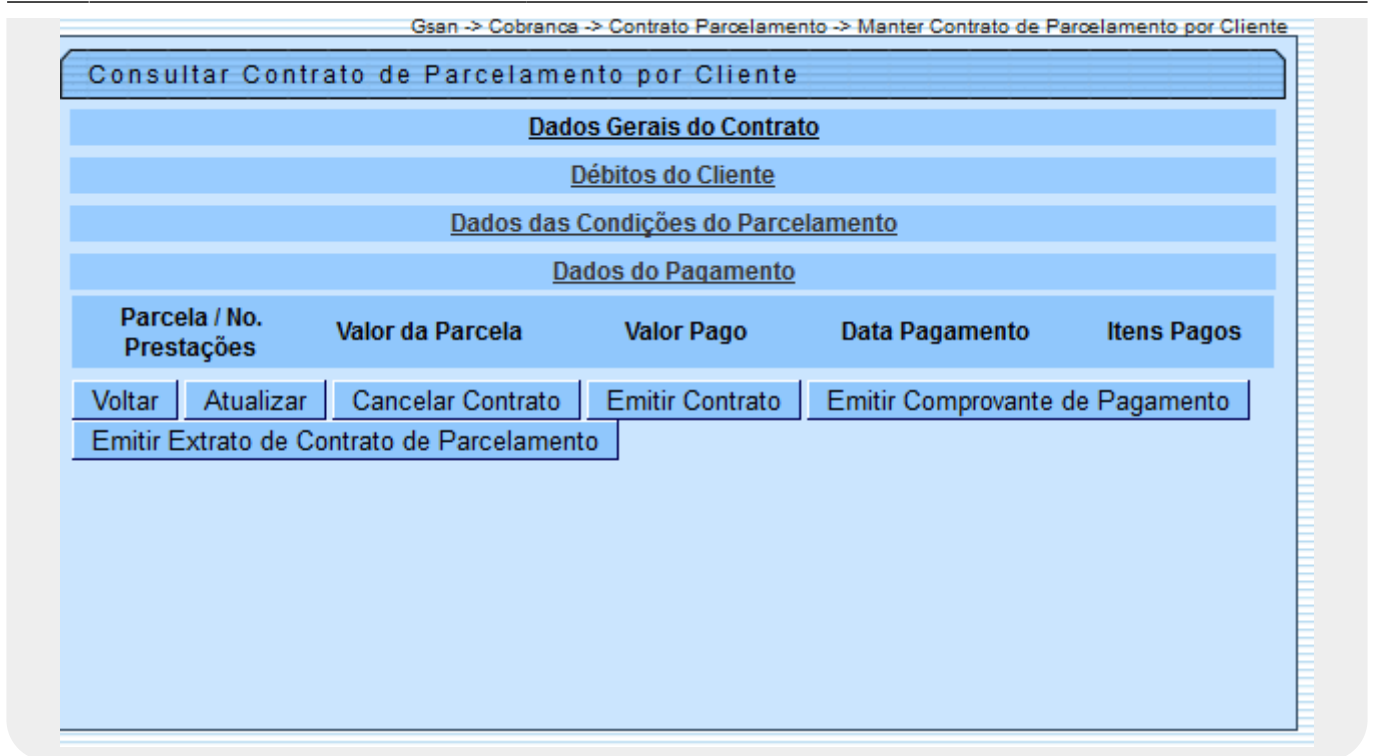 Gsan -> Cobranca -> Contrato Parcelamento -> Manter Contrato de Parcelamento por Cliente
Consultar Contrato de Parcelamento por Cliente
Dados Gerais do Contrato
Débitos do Cliente
Dados das Condições do Parcelamento
Dados do Pagamento
Parcela / No. Prestações Valor da Parcela Valor Pago Data Pagamento Itens Pagos
Voltar Atualizar Cancelar Contrato Emitir Contrato Emitir Comprovante de Pagamento
Emitir Extrato de Contrato de Parcelamento